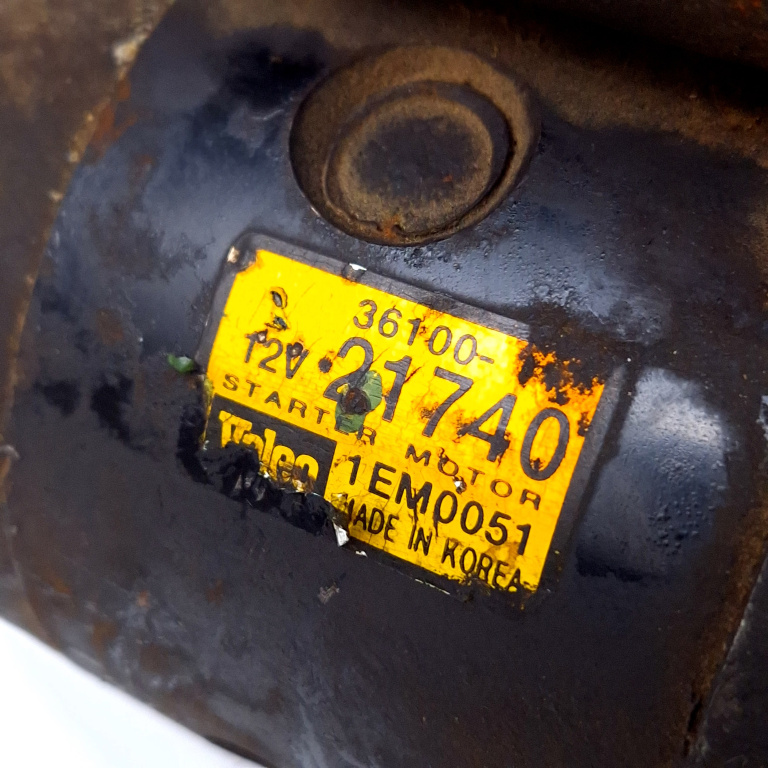 36100-
12V 21740
STARTER MOTOR
Valeo 1EM0051
MADE IN KOREA